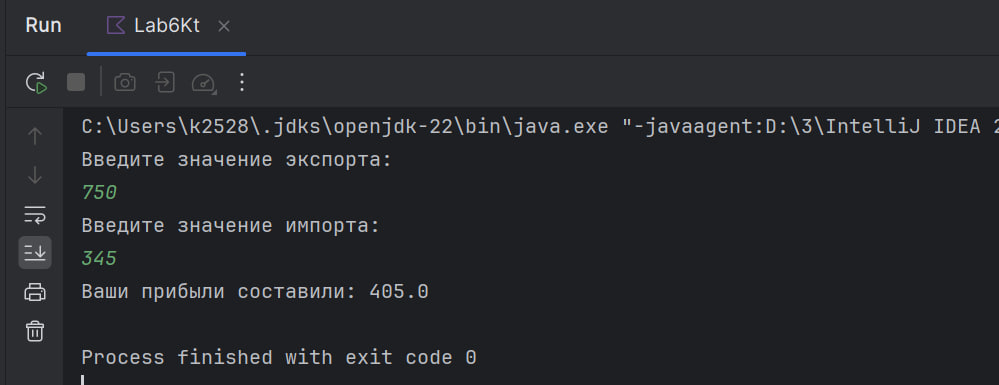 Run Lab6Kt
C:\Users\k2528\.jdks\openjdk-22\bin\java.exe "-javaagent:D:\3\IntelliJ IDEA 2
Введите значение экспорта:
750
Введите значение импорта:
345
Ваши прибыли составили: 405.0
Process finished with exit code 0